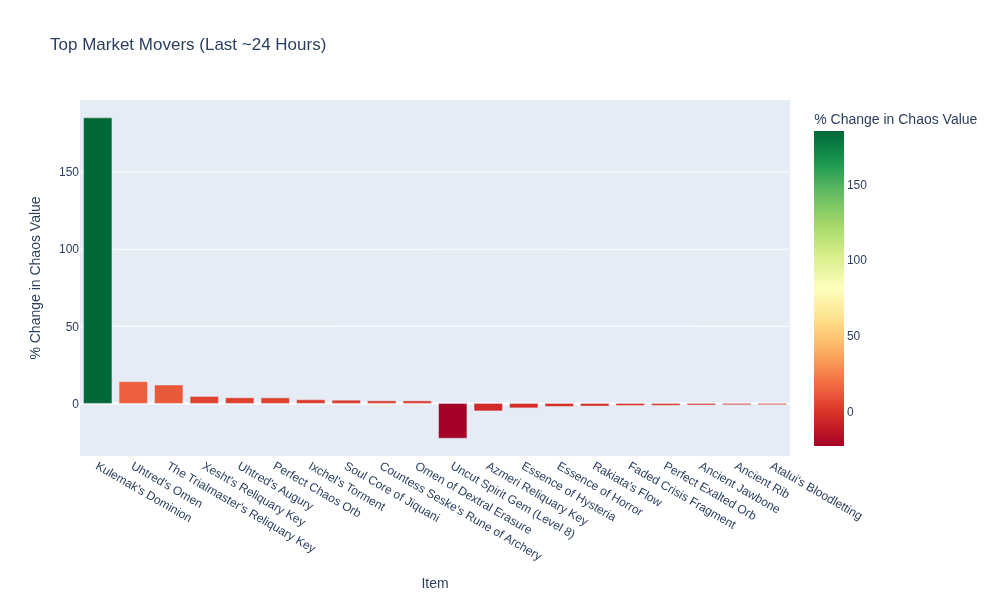 Top Market Movers (Last ~24 Hours)
% Change in Chaos Value
150
100
50
0
% Change in Chaos Value
150
100
50
0
Kulemak's Dominion
Uhtred's Omen
The Trialmaster's Reliquary Key
Xesht's Reliquary Key
Uhtred's Augury
Perfect Chaos Orb
Ixchel's Torment
Soul Core of Jiquani
Countess Seske's Rune of Archery
Omen of Dextral Erasure
Uncut Spirit Gem (Level 8)
Azmeri Reliquary Key
Essence of Hysteria
Essence of Horror
Rakiata's Flow
Faded Crisis Fragment
Perfect Exalted Orb
Ancient Jawbone
Ancient Rib
Atalui's Bloodletting
Item